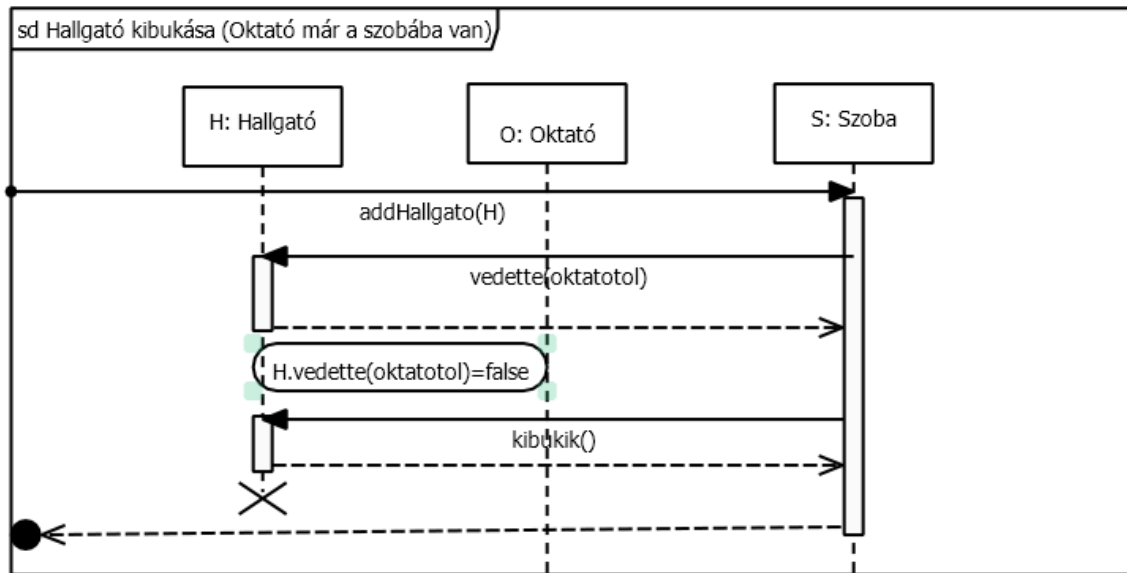 sd Hallgató kibukása (Oktató már a szobába van)
H: Hallgató
O: Oktató
S: Szoba
addHallgato(H)
vedette(oktatotol)
H.vedette(oktatotol)=false
kibukik()